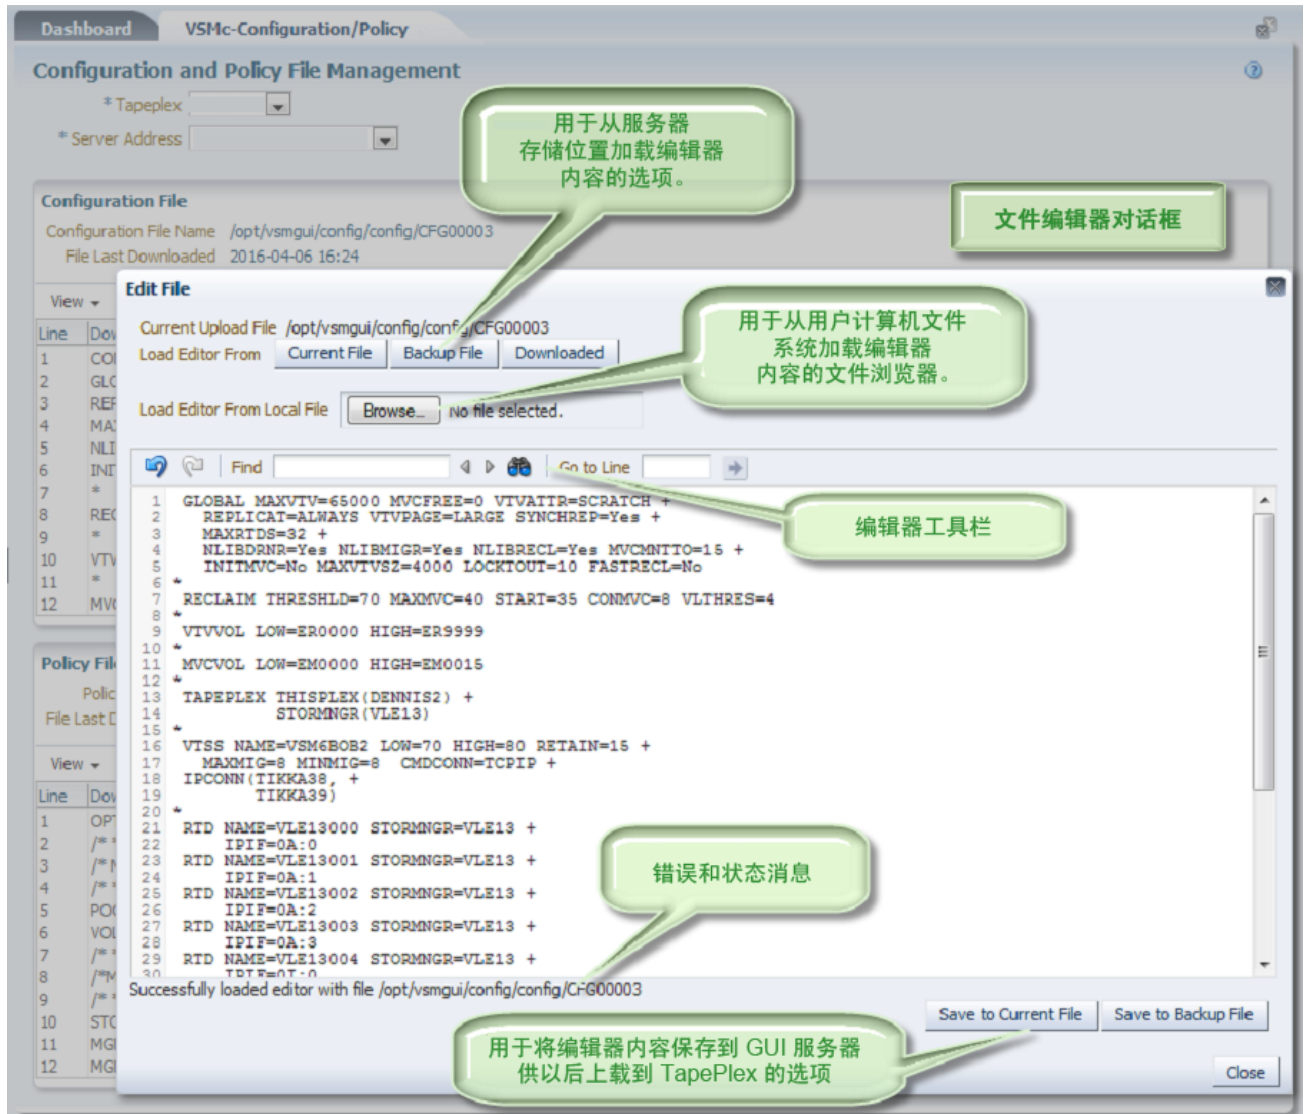 Dashboard VSMc-Configuration/Policy
Configuration and Policy File Management
* Tapeplex
* Server Address
用于从服务器
存储位置加载编辑器
内容的选项。
文件编辑器对话框
Configuration File
Configuration File Name /opt/vsmgui/config/config/CFG00003
File Last Downloaded 2016-04-06 16:24
View
Line
1
2
3
4
5
6
7 *
8
9 *
10
11 *
12
Policy
File Last
View
Line
1
2
3
4
5
6
7
8
9
10
11
12
Edit File
Current Upload File /opt/vsmgui/config/config/CFG00003
Load Editor From Current File Backup File Downloaded
用于从用户计算机文件
系统加载编辑器
内容的文件浏览器。
Load Editor From Local File Browse... No file selected.
Find Go to Line
编辑器工具栏
1 GLOBAL MAXVTV=65000 MVCFREE=0 VTVATTR=SCRATCH +
2 REPLICAT=ALWAYS VTVPAGE=LARGE SYNCHREP=Yes +
3 MAXRTDS=32 +
4 NLIBDRNR=Yes NLIBMIGR=Yes NLIBRECL=Yes MVCMNTTO=15 +
5 INITMVC=No MAXVTVSZ=4000 LOCKTOUT=10 FASTRECL=No
6 *
7 RECLAIM THRESHLD=70 MAXMVC=40 START=35 CONMVC=8 VLTHRES=4
8 *
9 VTVVOL LOW=ER0000 HIGH=ER9999
10 *
11 MVCVOL LOW=EM0000 HIGH=EM0015
12 *
13 TAPEPLEX THISPLEX(DENNIS2) +
14 STORMNGR(VLE13)
15 *
16 VTSS NAME=VSM6BOB2 LOW=70 HIGH=80 RETAIN=15 +
17 MAXMIG=8 MINMIG=8 CMDCONN=TCPIP +
18 IPCONN(TIKKA38, +
19 TIKKA39)
20 *
21 RTD NAME=VLE13000 STORMNGR=VLE13 +
22 IPIF=0A:0
23 RTD NAME=VLE13001 STORMNGR=VLE13 +
24 IPIF=0A:1
25 RTD NAME=VLE13002 STORMNGR=VLE13 +
26 IPIF=0A:2
27 RTD NAME=VLE13003 STORMNGR=VLE13 +
28 IPIF=0A:3
29 RTD NAME=VLE13004 STORMNGR=VLE13 +
30
错误和状态消息
Successfully loaded editor with file /opt/vsmgui/config/config/CFG00003
Save to Current File Save to Backup File
用于将编辑器内容保存到 GUI 服务器
供以后上载到 TapePlex 的选项
Close